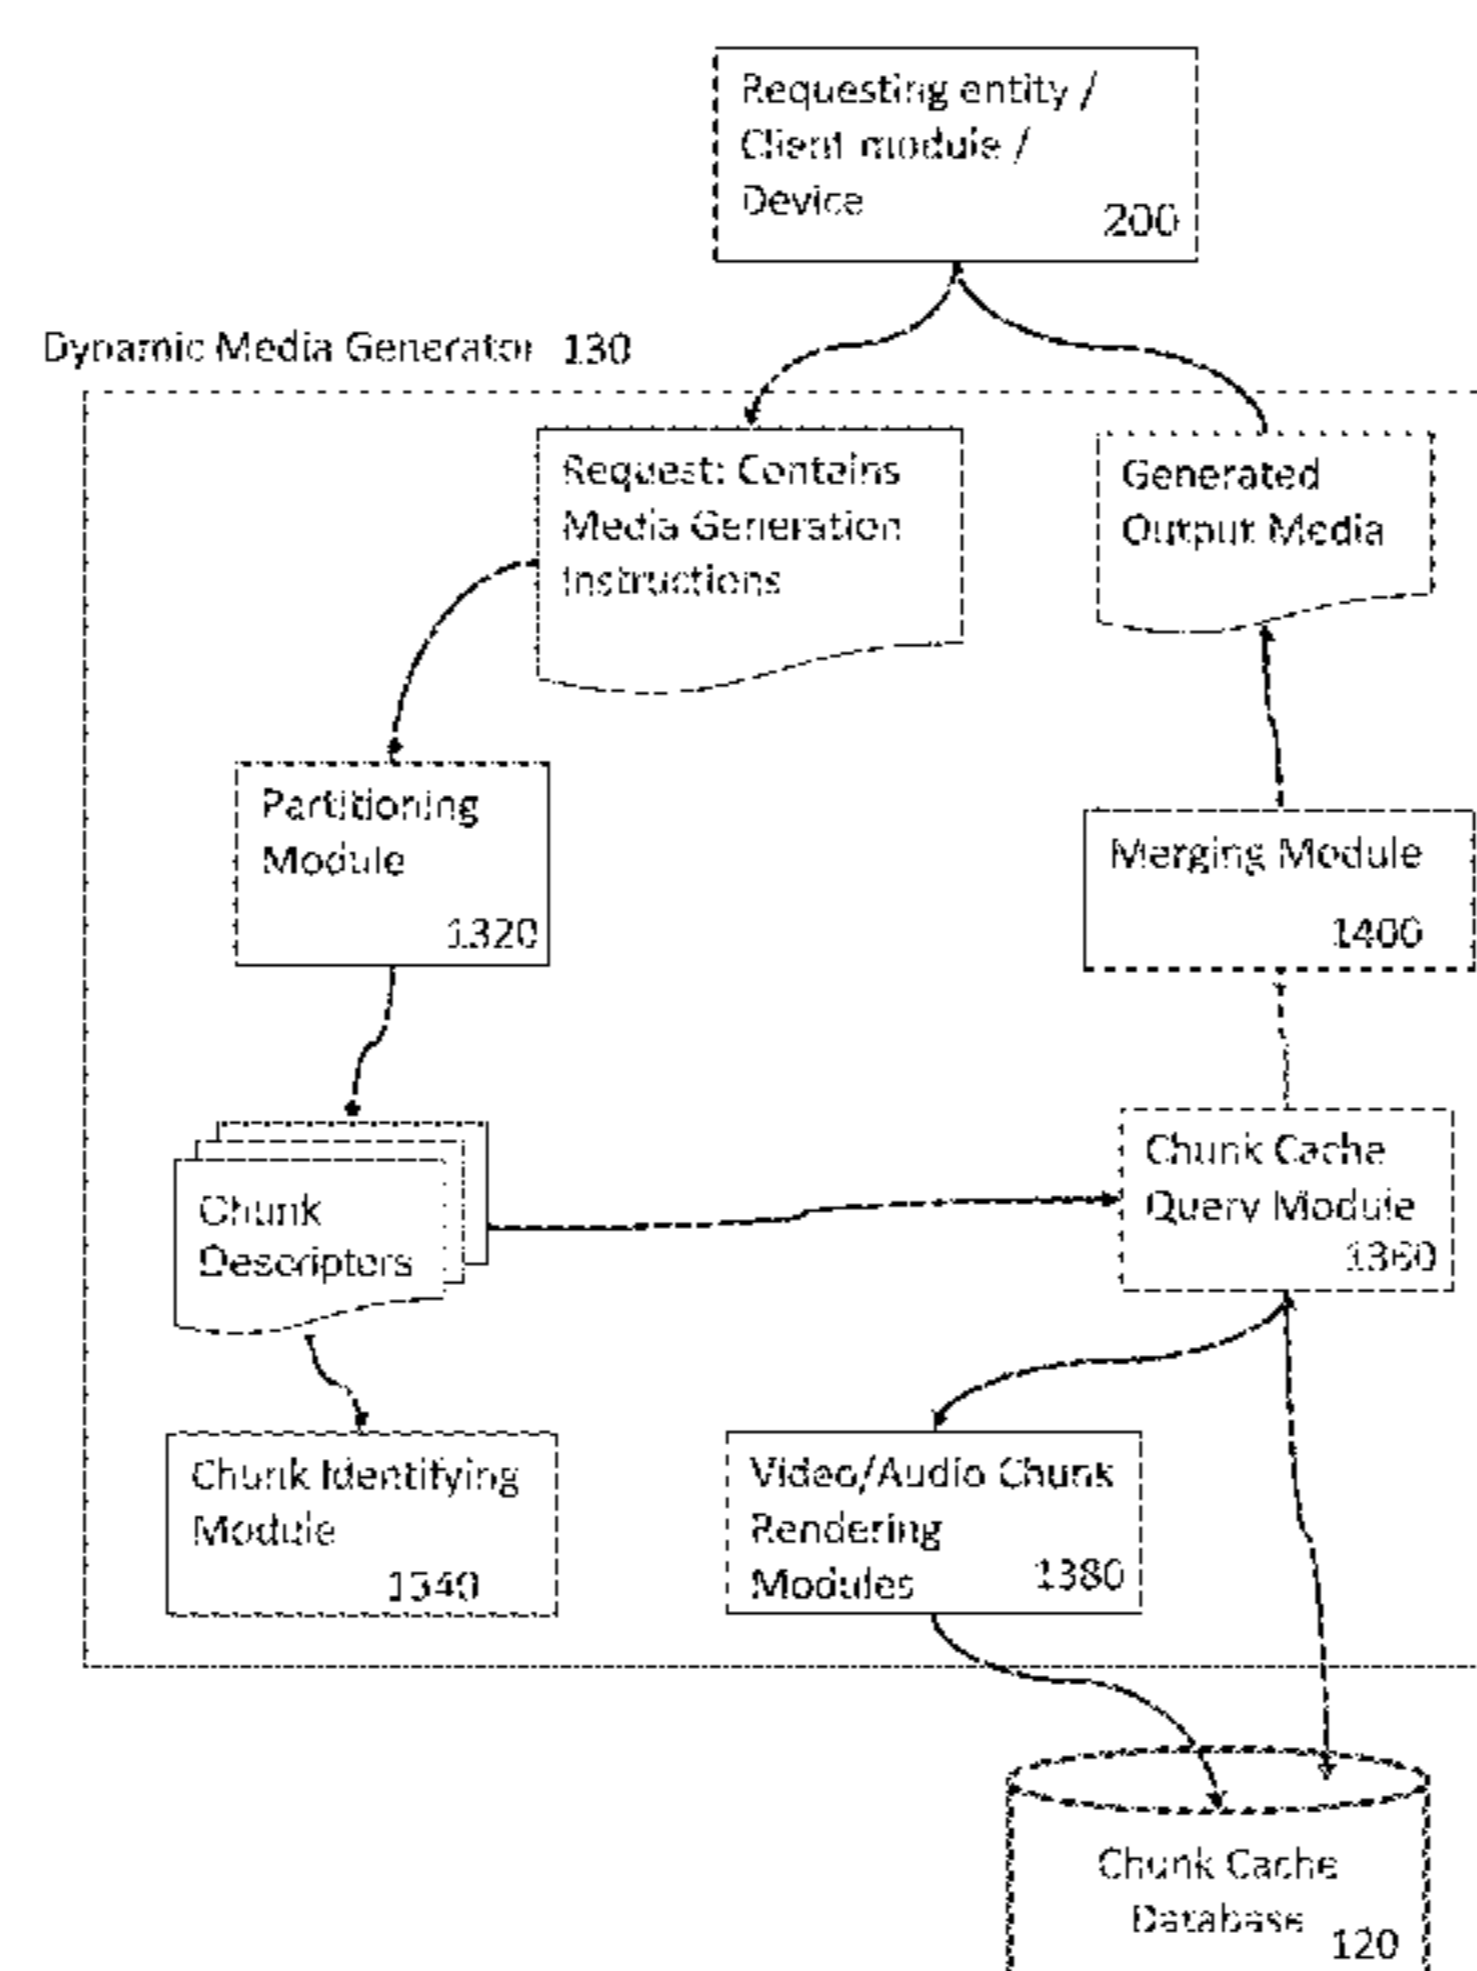 Requesting entity /
Client module /
Device
200
Dynamic Media Generator 130
Request: Contains
Media Generation
Instructions
Generated
Output Media
Partitioning
Module
1320
Merging Module
1400
Chunk
Descriptors
Chunk Cache
Query Module
1360
Chunk Identifying
Module
1340
Video/Audio Chunk
Rendering
Modules
1380
Chunk Cache
Database
120